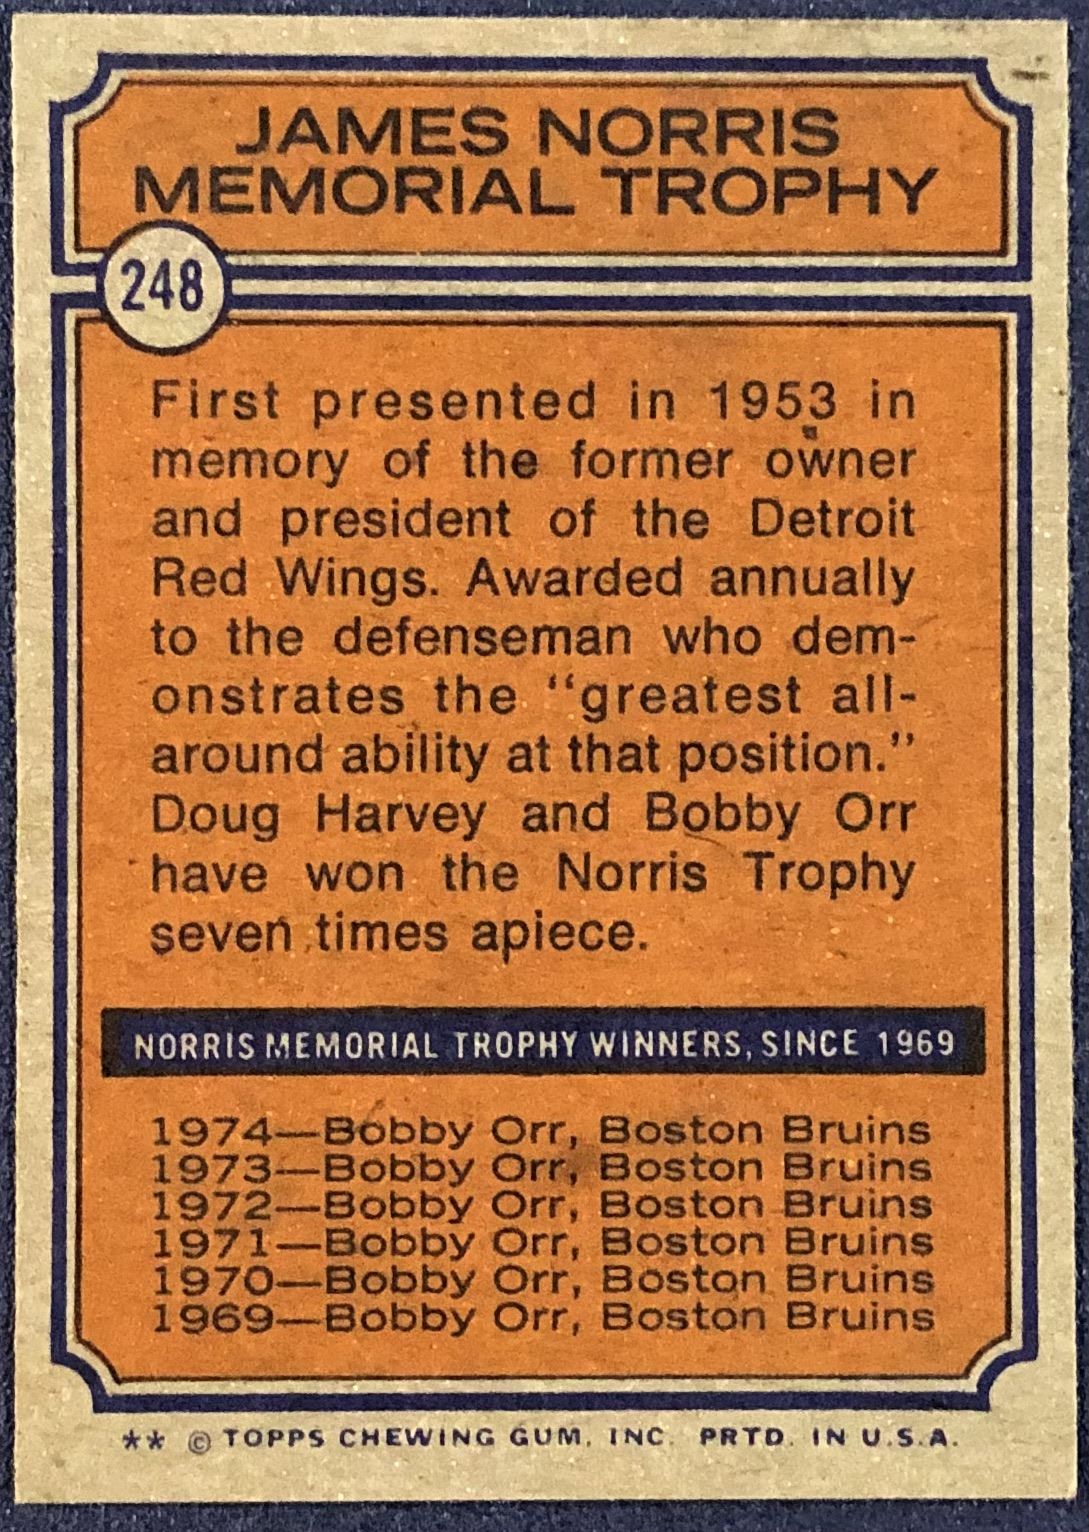 JAMES NORRIS
MEMORIAL TROPHY
248
First presented in 1953 in
memory of the former owner
and president of the Detroit
Red Wings. Awarded annually
to the defenseman who dem-
onstrates the “greatest all-
around ability at that position.”
Doug Harvey and Bobby Orr
have won the Norris Trophy
seven times apiece.
NORRIS MEMORIAL TROPHY WINNERS, SINCE 1969
1974—Bobby Orr, Boston Bruins
1973—Bobby Orr, Boston Bruins
1972—Bobby Orr, Boston Bruins
1971—Bobby Orr, Boston Bruins
1970—Bobby Orr, Boston Bruins
1969—Bobby Orr, Boston Bruins
** © TOPPS CHEWING GUM, INC. PRTD. IN U.S.A.